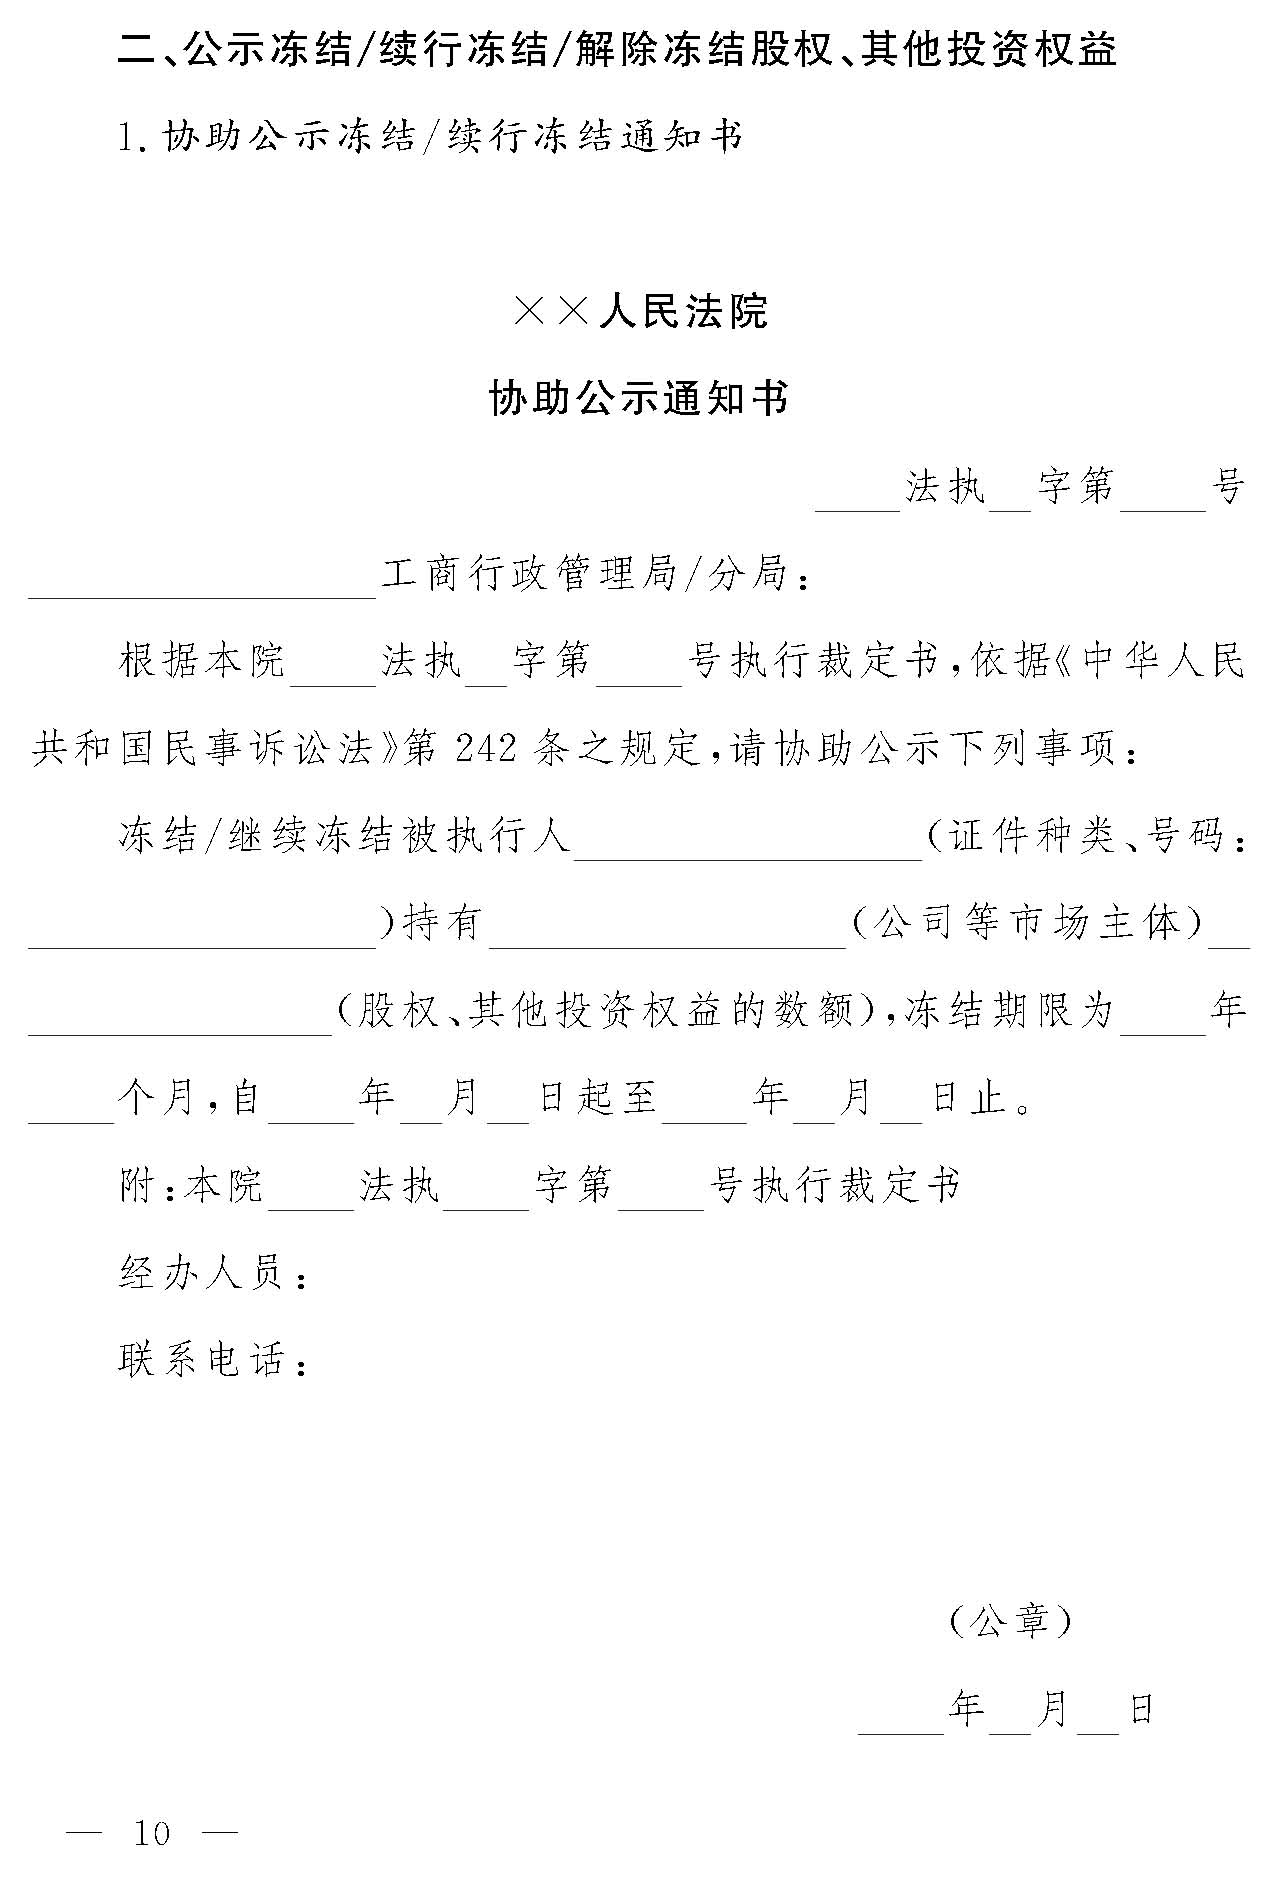 二、公示冻结/续行冻结/解除冻结股权、其他投资权益
1. 协助公示冻结/续行冻结通知书
××人民法院
协助公示通知书
____法执__字第____号
________________工商行政管理局/分局：
根据本院____法执__字第____号执行裁定书，依据《中华人民
共和国民事诉讼法》第 242 条之规定，请协助公示下列事项：
冻结/继续冻结被执行人________________（证件种类、号码：
________________）持有________________（公司等市场主体）__
______________（股权、其他投资权益的数额），冻结期限为____年
____个月，自____年__月__日起至____年__月__日止。
附：本院____法执____字第____号执行裁定书
经办人员：
联系电话：
（公章）
____年__月__日
— 10 —